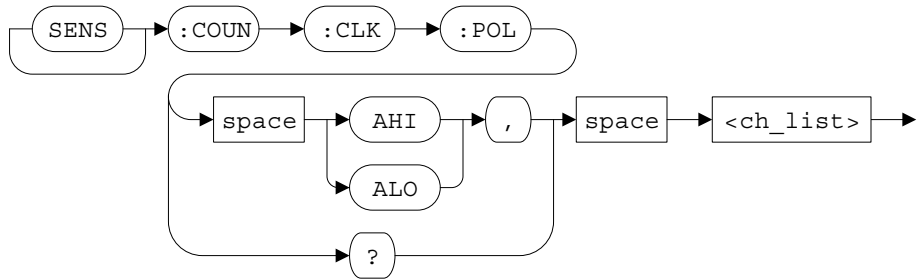 SENS :COUN :CLK :POL
space AHI , space <ch_list>
ALO
?